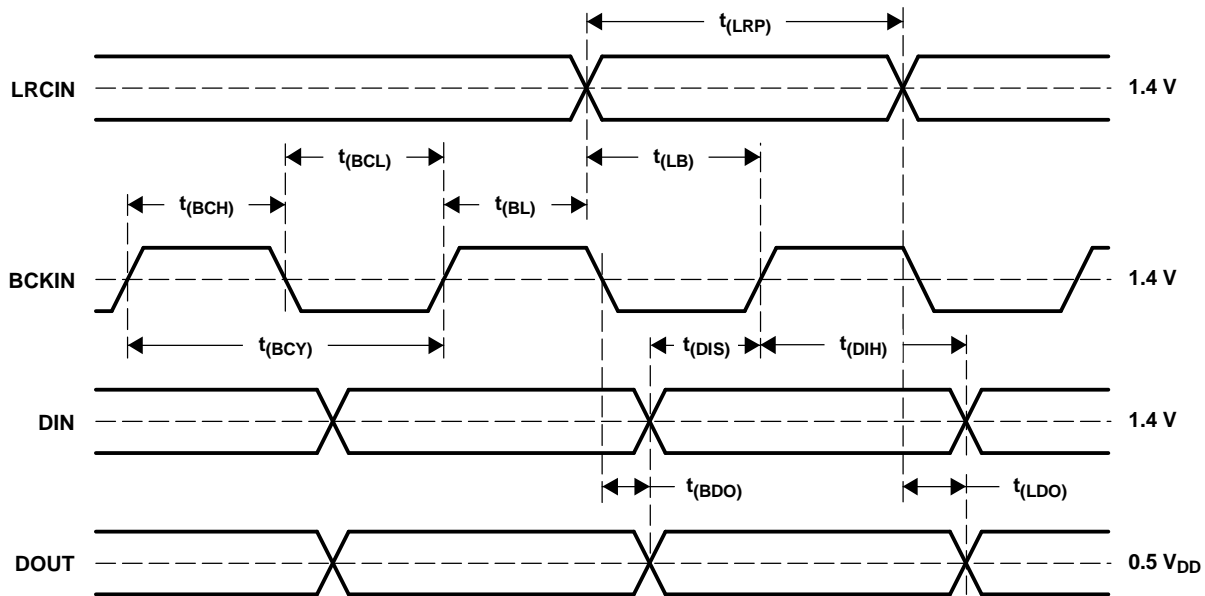 t(LRP)
LRCIN
1.4 V
t(BCL)
t(LB)
t(BCH)
t(BL)
BCKIN
1.4 V
t(BCY)
t(DIS)
t(DIH)
DIN
1.4 V
t(BDO)
t(LDO)
DOUT
0.5 VDD